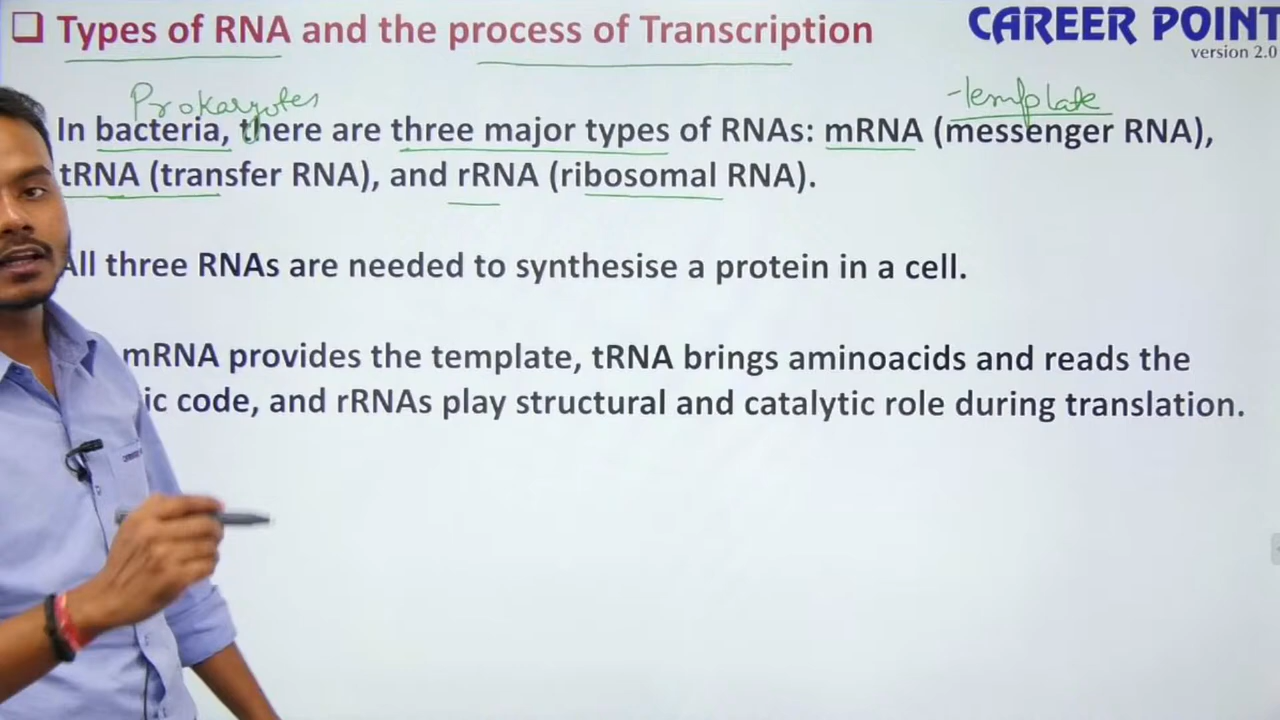 Types of RNA and the process of Transcription
CAREER POINT
version 2.0
Prokaryotes
template
In bacteria, there are three major types of RNAs: mRNA (messenger RNA),
tRNA (transfer RNA), and rRNA (ribosomal RNA).
All three RNAs are needed to synthesise a protein in a cell.
mRNA provides the template, tRNA brings aminoacids and reads the
ic code, and rRNAs play structural and catalytic role during translation.